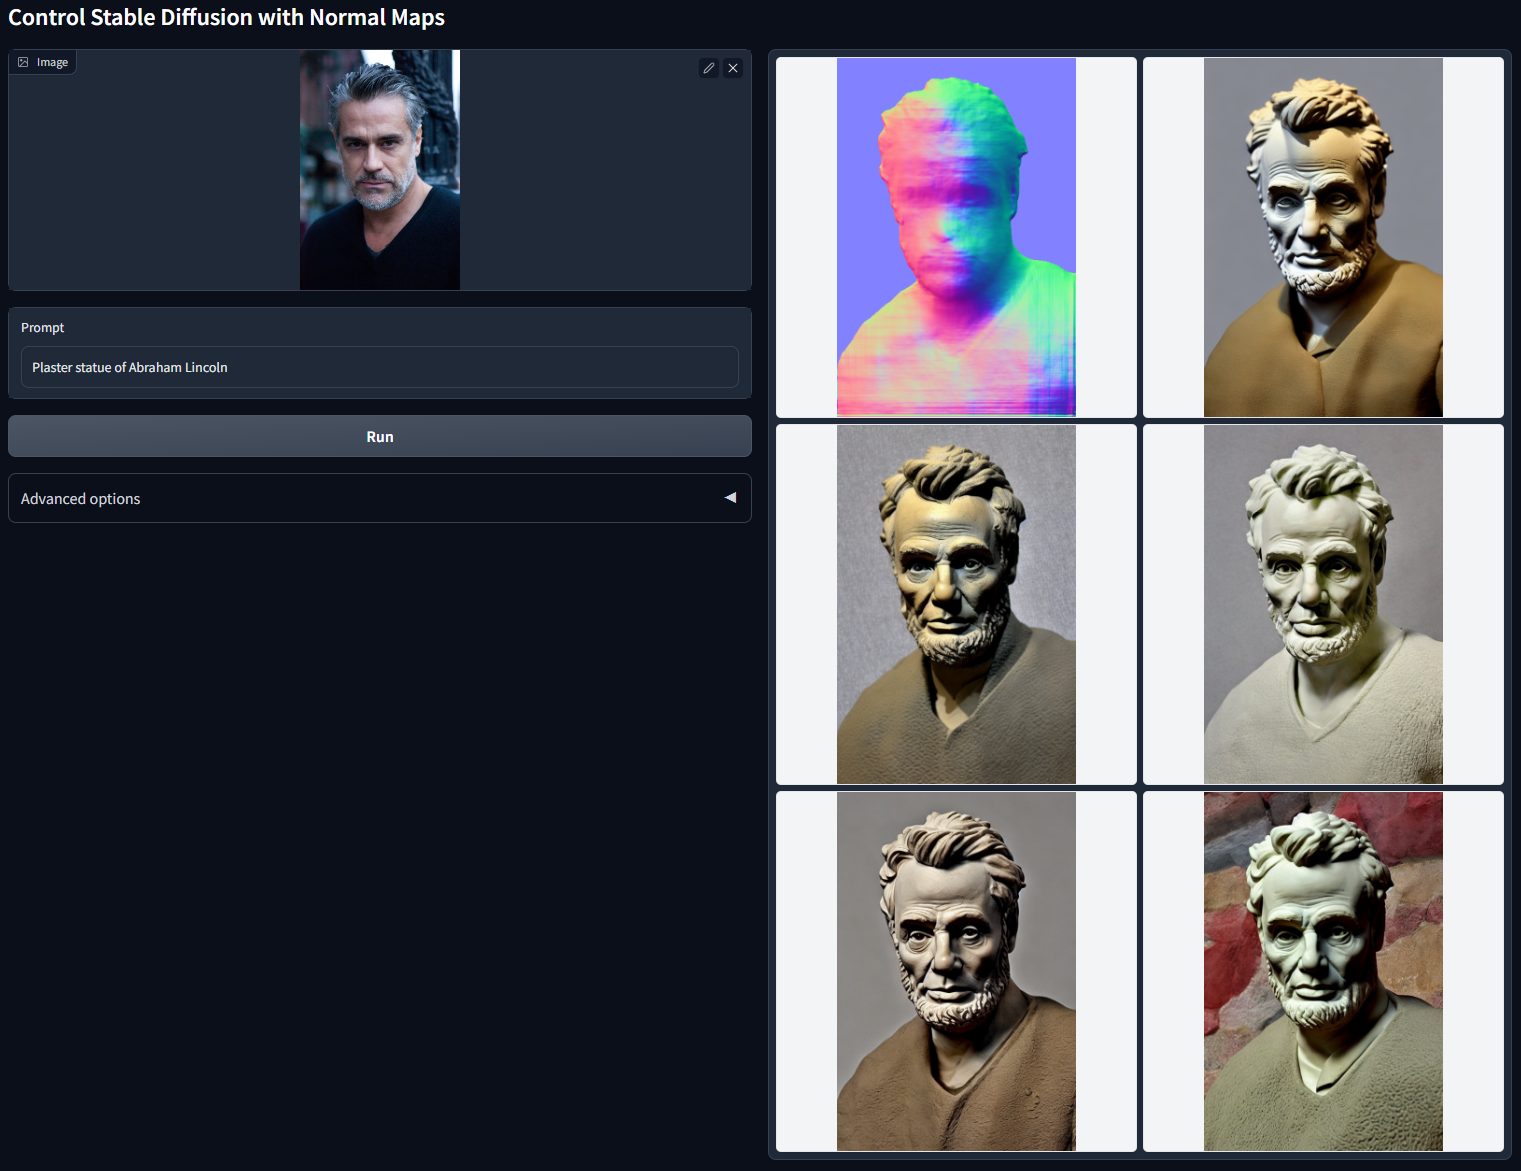 Control Stable Diffusion with Normal Maps
Image
Prompt
Plaster statue of Abraham Lincoln
Run
Advanced options